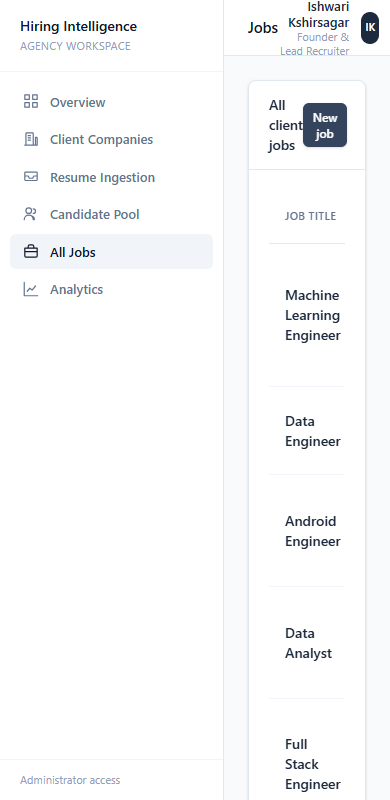 Hiring Intelligence
AGENCY WORKSPACE
Overview
Client Companies
Resume Ingestion
Candidate Pool
All Jobs
Analytics
Administrator access
Jobs
Ishwari
Kshirsagar
Founder &
Lead Recruiter
IK
All
client
jobs
New
job
JOB TITLE
Machine
Learning
Engineer
Data
Engineer
Android
Engineer
Data
Analyst
Full
Stack
Engineer